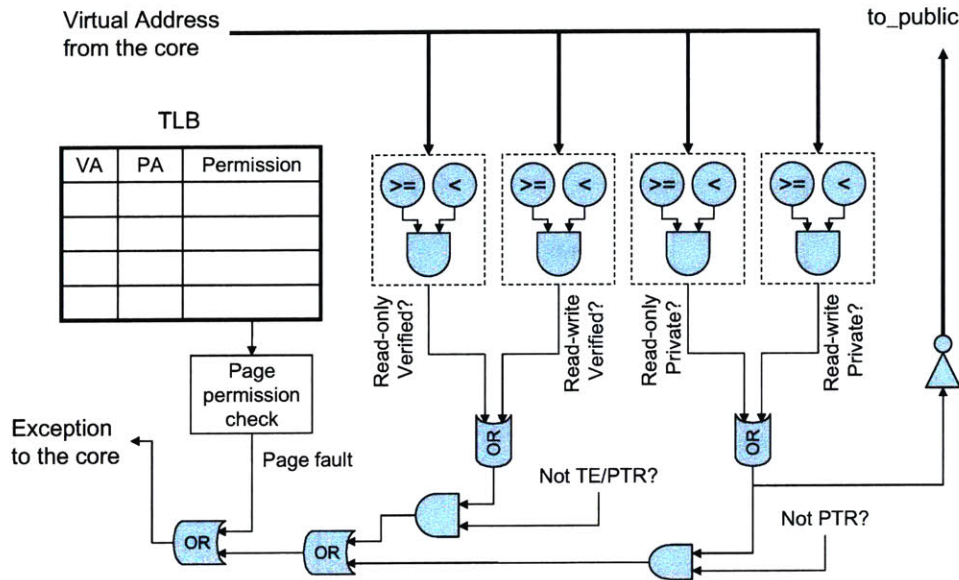 Virtual Address
from the core
to_public
TLB
VA PA Permission
>= < >= < >= < >= <
Read-only
Verified?
Read-write
Verified?
Read-only
Private?
Read-write
Private?
Page
permission
check
Exception
to the core
Page fault
OR
OR
Not TE/PTR?
Not PTR?
OR
OR